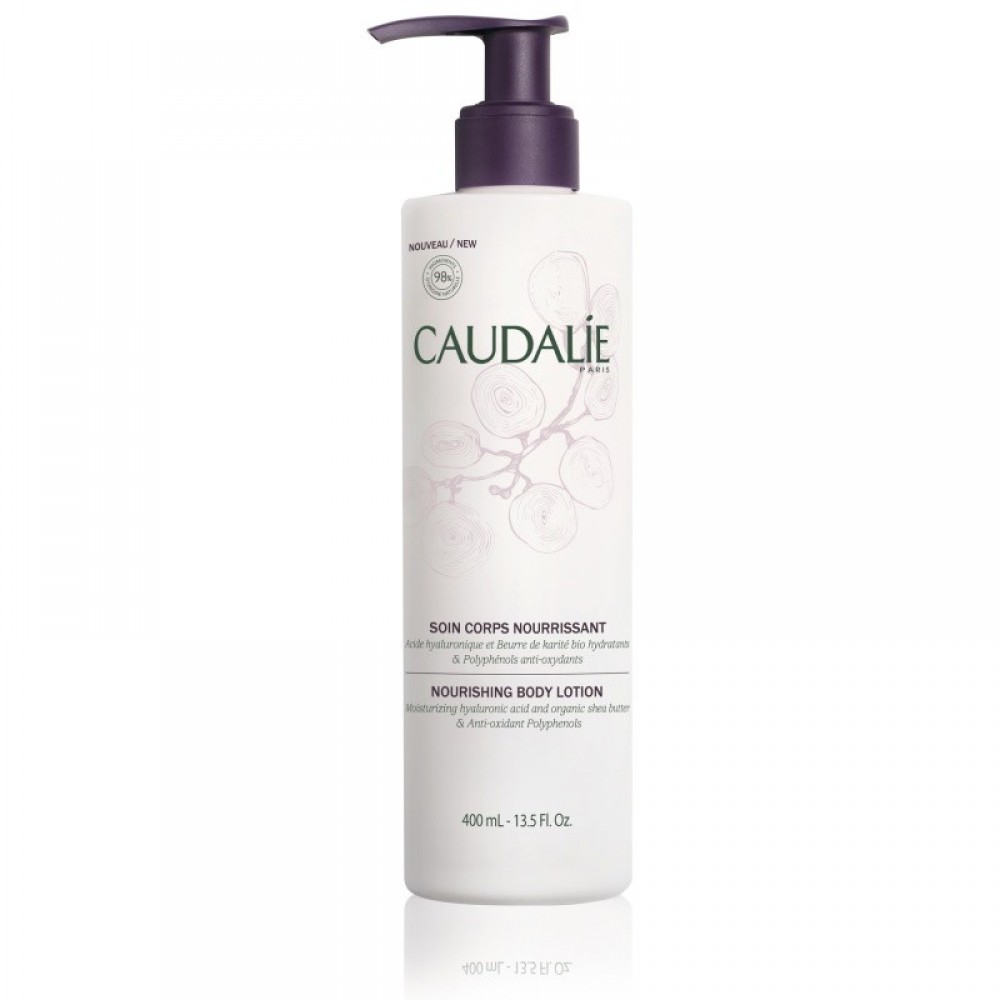 NOUVEAU / NEW
98%
CAUDALÍE
PARIS
SOIN CORPS NOURRISSANT
Acide hyaluronique et Beurre de karité bio hydratants
& Polyphénols anti-oxydants
NOURISHING BODY LOTION
Moisturizing hyaluronic acid and organic shea butter
& Anti-oxidant Polyphenols
400 mL - 13.5 Fl. Oz.